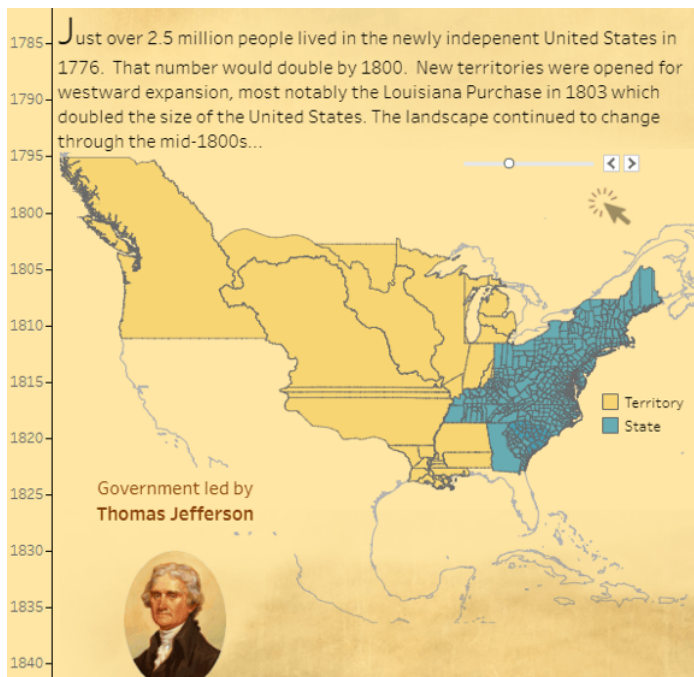 Just over 2.5 million people lived in the newly indepenent United States in
1776. That number would double by 1800. New territories were opened for
westward expansion, most notably the Louisiana Purchase in 1803 which
doubled the size of the United States. The landscape continued to change
through the mid-1800s...
1785
1790
1795
1800
1805
1810
1815
1820
1825
1830
1835
1840
Territory
State
Government led by
Thomas Jefferson